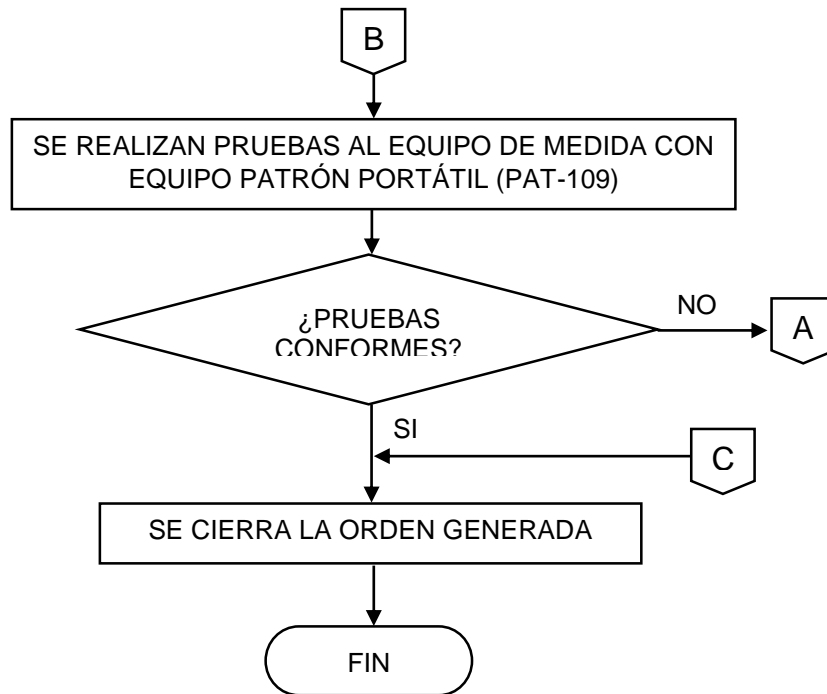 B
SE REALIZAN PRUEBAS AL EQUIPO DE MEDIDA CON
EQUIPO PATRÓN PORTÁTIL (PAT-109)
¿PRUEBAS
CONFORMES?
NO
A
SI
C
SE CIERRA LA ORDEN GENERADA
FIN